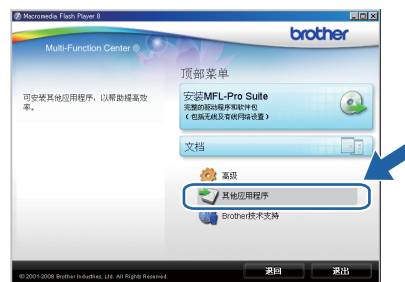 Macromedia Flash Player 8
brother
Multi-Function Center ®
顶部菜单
可安装其他应用程序，以帮助提高效
率。
安装MFL-Pro Suite
完整的驱动程序和软件包
（包括无线及有线网络设置）
文档
高级
其他应用程序
Brother技术支持
© 2001-2008 Brother Industries, Ltd. All Rights Reserved.
退回
退出